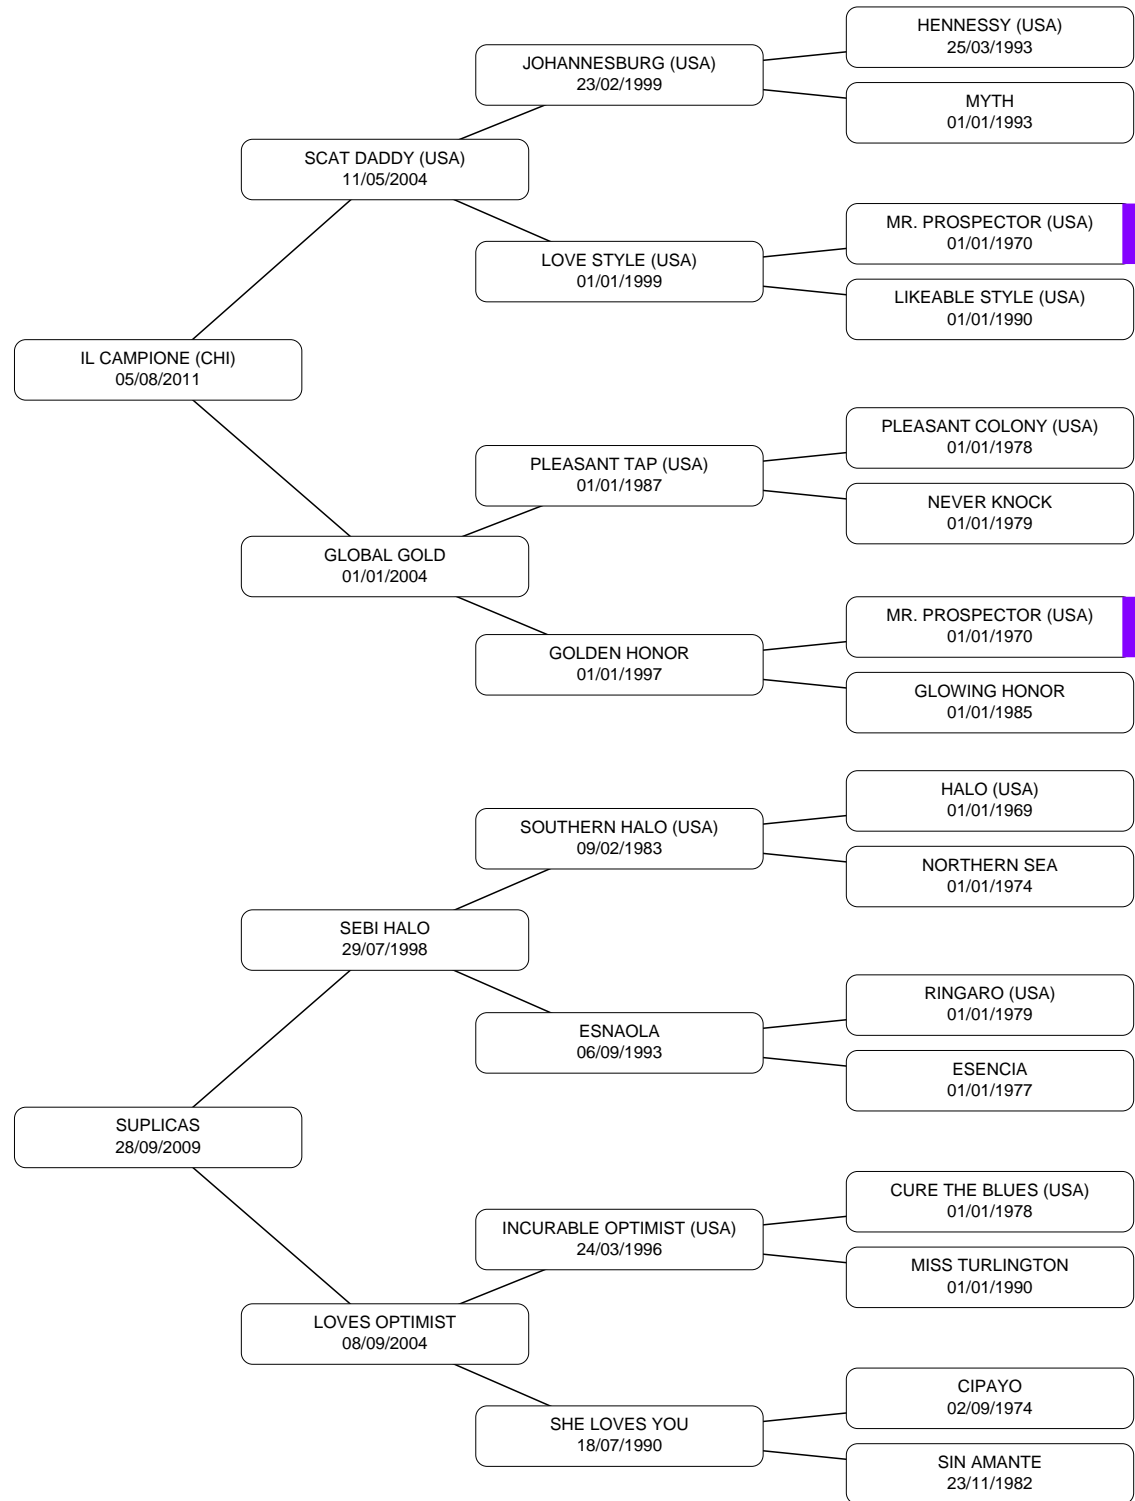 HENNESSY (USA)
25/03/1993
JOHANNESBURG (USA)
23/02/1999
MYTH
01/01/1993
SCAT DADDY (USA)
11/05/2004
MR. PROSPECTOR (USA)
01/01/1970
LOVE STYLE (USA)
01/01/1999
LIKEABLE STYLE (USA)
01/01/1990
IL CAMPIONE (CHI)
05/08/2011
PLEASANT COLONY (USA)
01/01/1978
PLEASANT TAP (USA)
01/01/1987
NEVER KNOCK
01/01/1979
GLOBAL GOLD
01/01/2004
MR. PROSPECTOR (USA)
01/01/1970
GOLDEN HONOR
01/01/1997
GLOWING HONOR
01/01/1985
HALO (USA)
01/01/1969
SOUTHERN HALO (USA)
09/02/1983
NORTHERN SEA
01/01/1974
SEBI HALO
29/07/1998
RINGARO (USA)
01/01/1979
ESNAOLA
06/09/1993
ESENCIA
01/01/1977
SUPLICAS
28/09/2009
CURE THE BLUES (USA)
01/01/1978
INCURABLE OPTIMIST (USA)
24/03/1996
MISS TURLINGTON
01/01/1990
LOVES OPTIMIST
08/09/2004
CIPAYO
02/09/1974
SHE LOVES YOU
18/07/1990
SIN AMANTE
23/11/1982